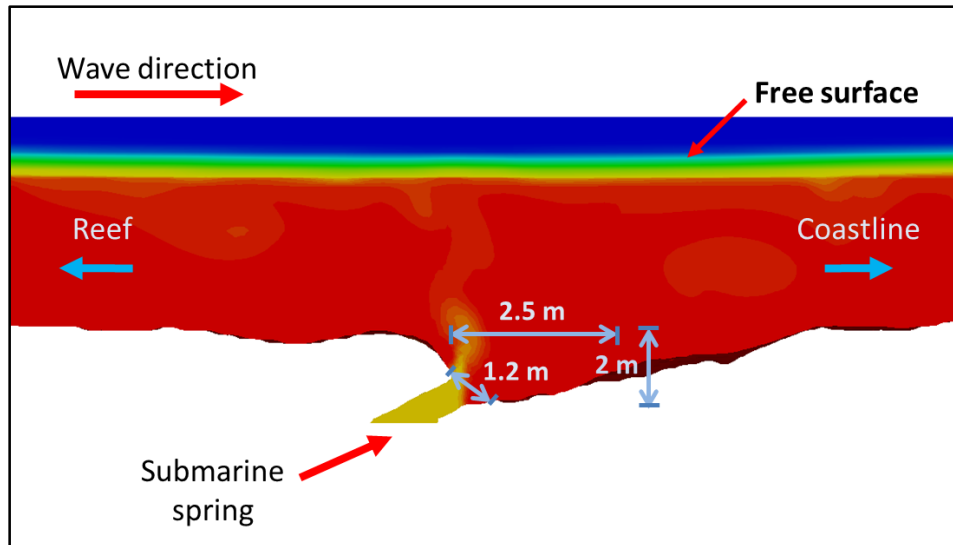 Wave direction
Free surface
Reef
Coastline
2.5 m
1.2 m
2 m
Submarine
spring